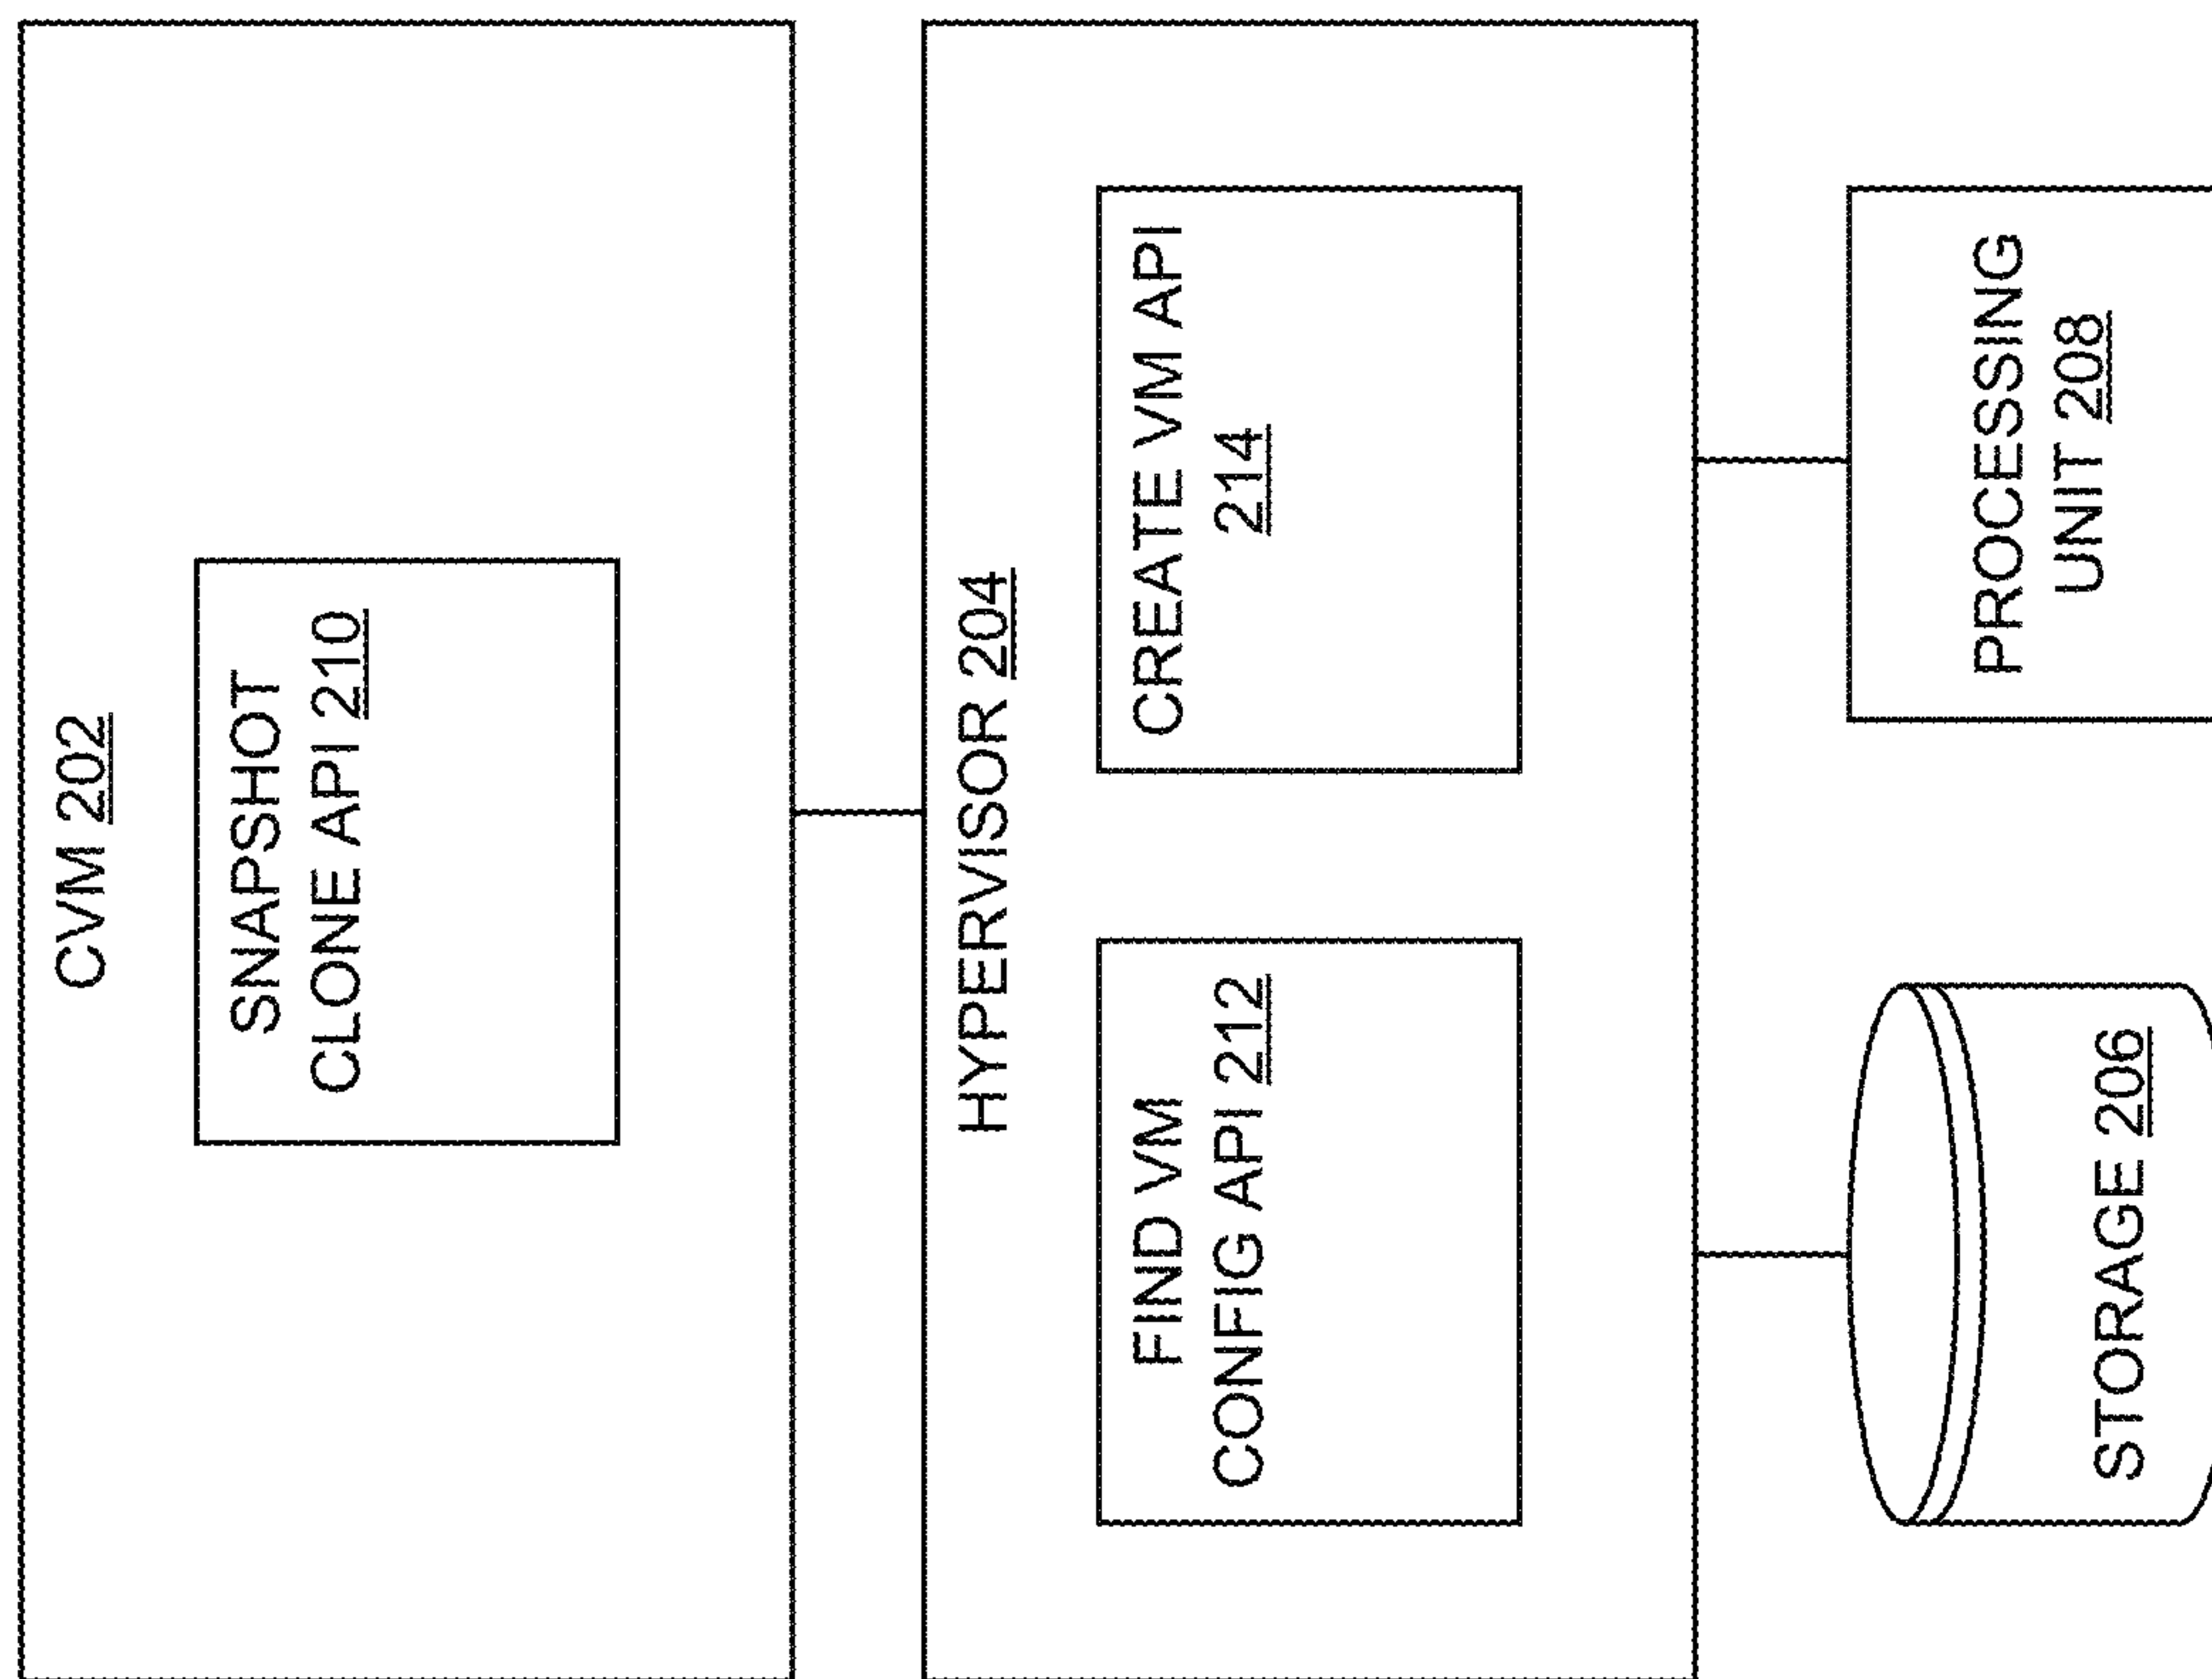 CVM 202
SNAPSHOT
CLONE API 210
HYPERVISOR 204
FIND VM
CONFIG API 212
CREATE VM API
214
STORAGE 206
PROCESSING
UNIT 208